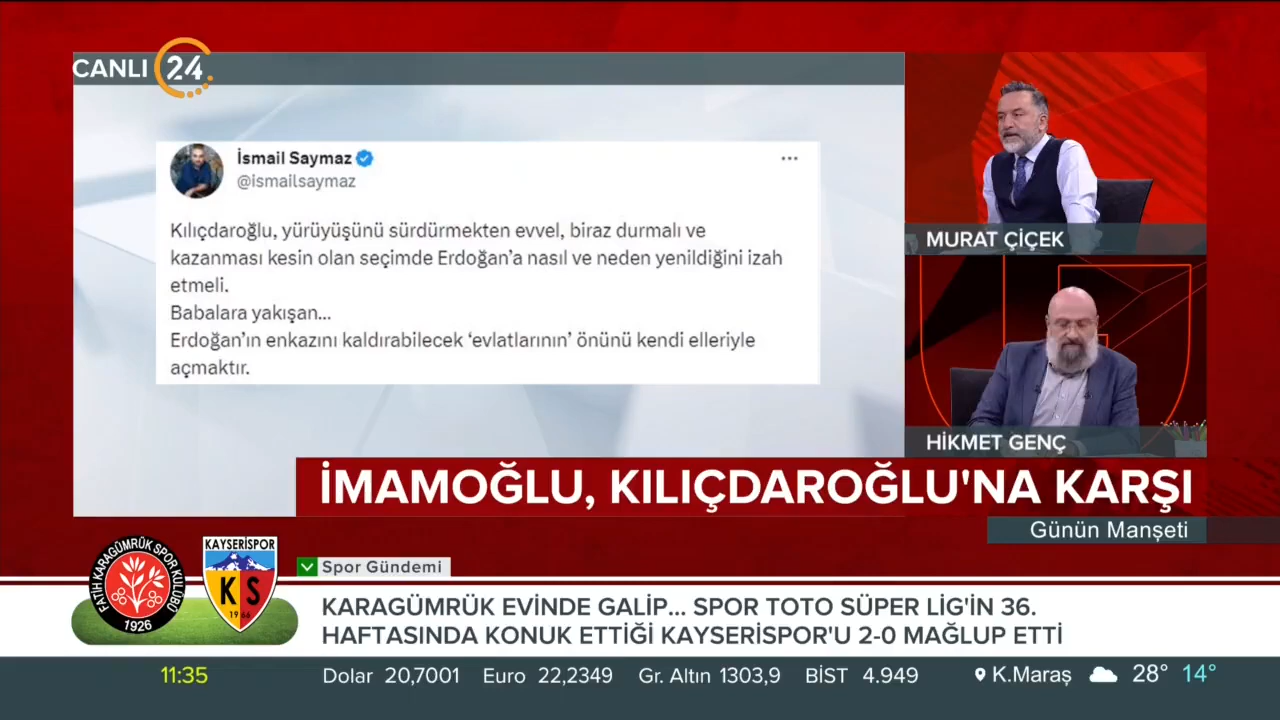 CANLI 24
İsmail Saymaz
@ismailsaymaz
Kılıçdaroğlu, yürüyüşünü sürdürmekten evvel, biraz durmalı ve
kazanması kesin olan seçimde Erdoğan'a nasıl ve neden yenildiğini izah
etmeli.
Babalara yakışan...
Erdoğan'ın enkazını kaldırabilecek 'evlatlarının' önünü kendi elleriyle
açmaktır.
MURAT ÇİÇEK
HİKMET GENÇ
İMAMOĞLU, KILIÇDAROĞLU'NA KARŞI
Günün Manşeti
FATİH KARAGÜMRÜK SPOR KULÜBÜ
1926
KAYSERİSPOR
K S
1966
Spor Gündemi
KARAGÜMRÜK EVİNDE GALİP... SPOR TOTO SÜPER LİG'İN 36.
HAFTASINDA KONUK ETTİĞİ KAYSERİSPOR'U 2-0 MAĞLUP ETTİ
11:35 Dolar 20,7001 Euro 22,2349 Gr. Altın 1303,9 BİST 4.949 K.Maraş 28° 14°